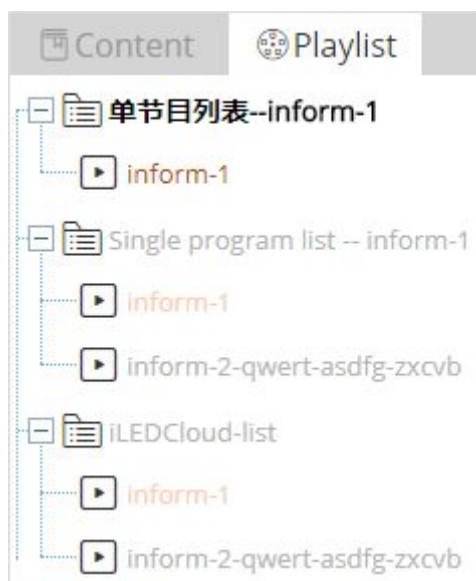 Content Playlist
单节目列表--inform-1
inform-1
Single program list -- inform-1
inform-1
inform-2-qwert-asdfg-zxcvb
iLEDCloud-list
inform-1
inform-2-qwert-asdfg-zxcvb